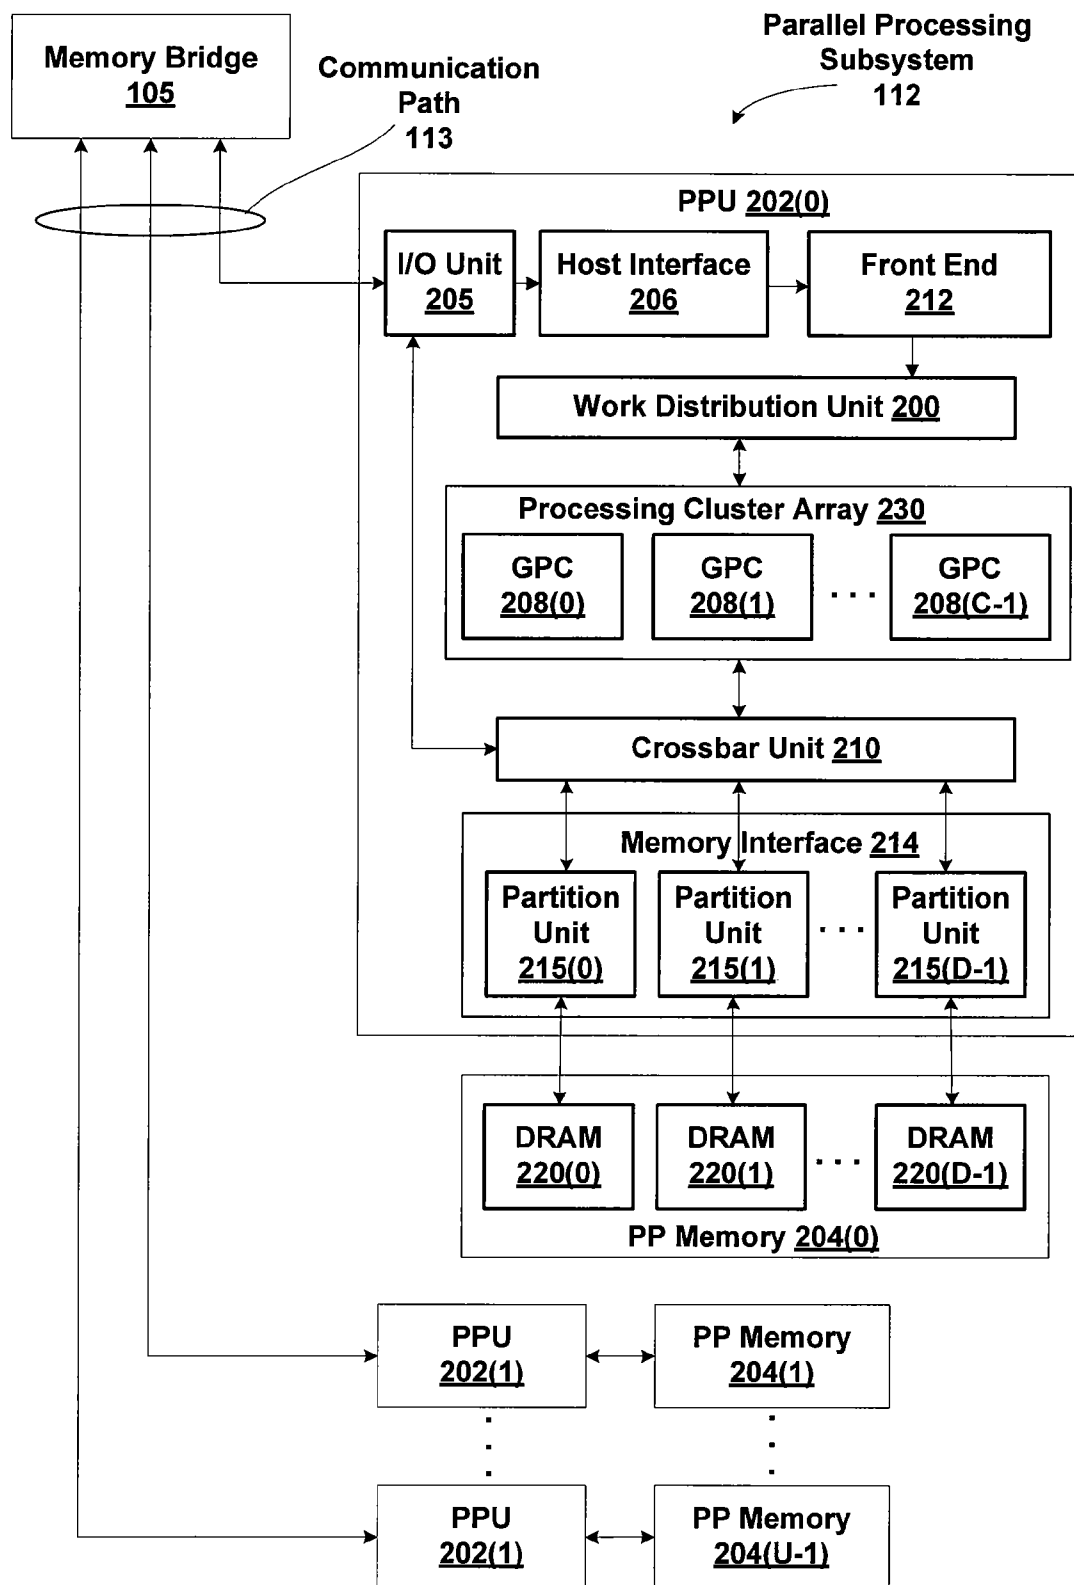 Memory Bridge
105
Communication
Path
113
Parallel Processing
Subsystem
112
PPU 202(0)
I/O Unit
205
Host Interface
206
Front End
212
Work Distribution Unit 200
Processing Cluster Array 230
GPC
208(0)
GPC
208(1)
. . .
GPC
208(C-1)
Crossbar Unit 210
Memory Interface 214
Partition
Unit
215(0)
Partition
Unit
215(1)
. . .
Partition
Unit
215(D-1)
DRAM
220(0)
DRAM
220(1)
. . .
DRAM
220(D-1)
PP Memory 204(0)
PPU
202(1)
PP Memory
204(1)
PPU
202(1)
PP Memory
204(U-1)